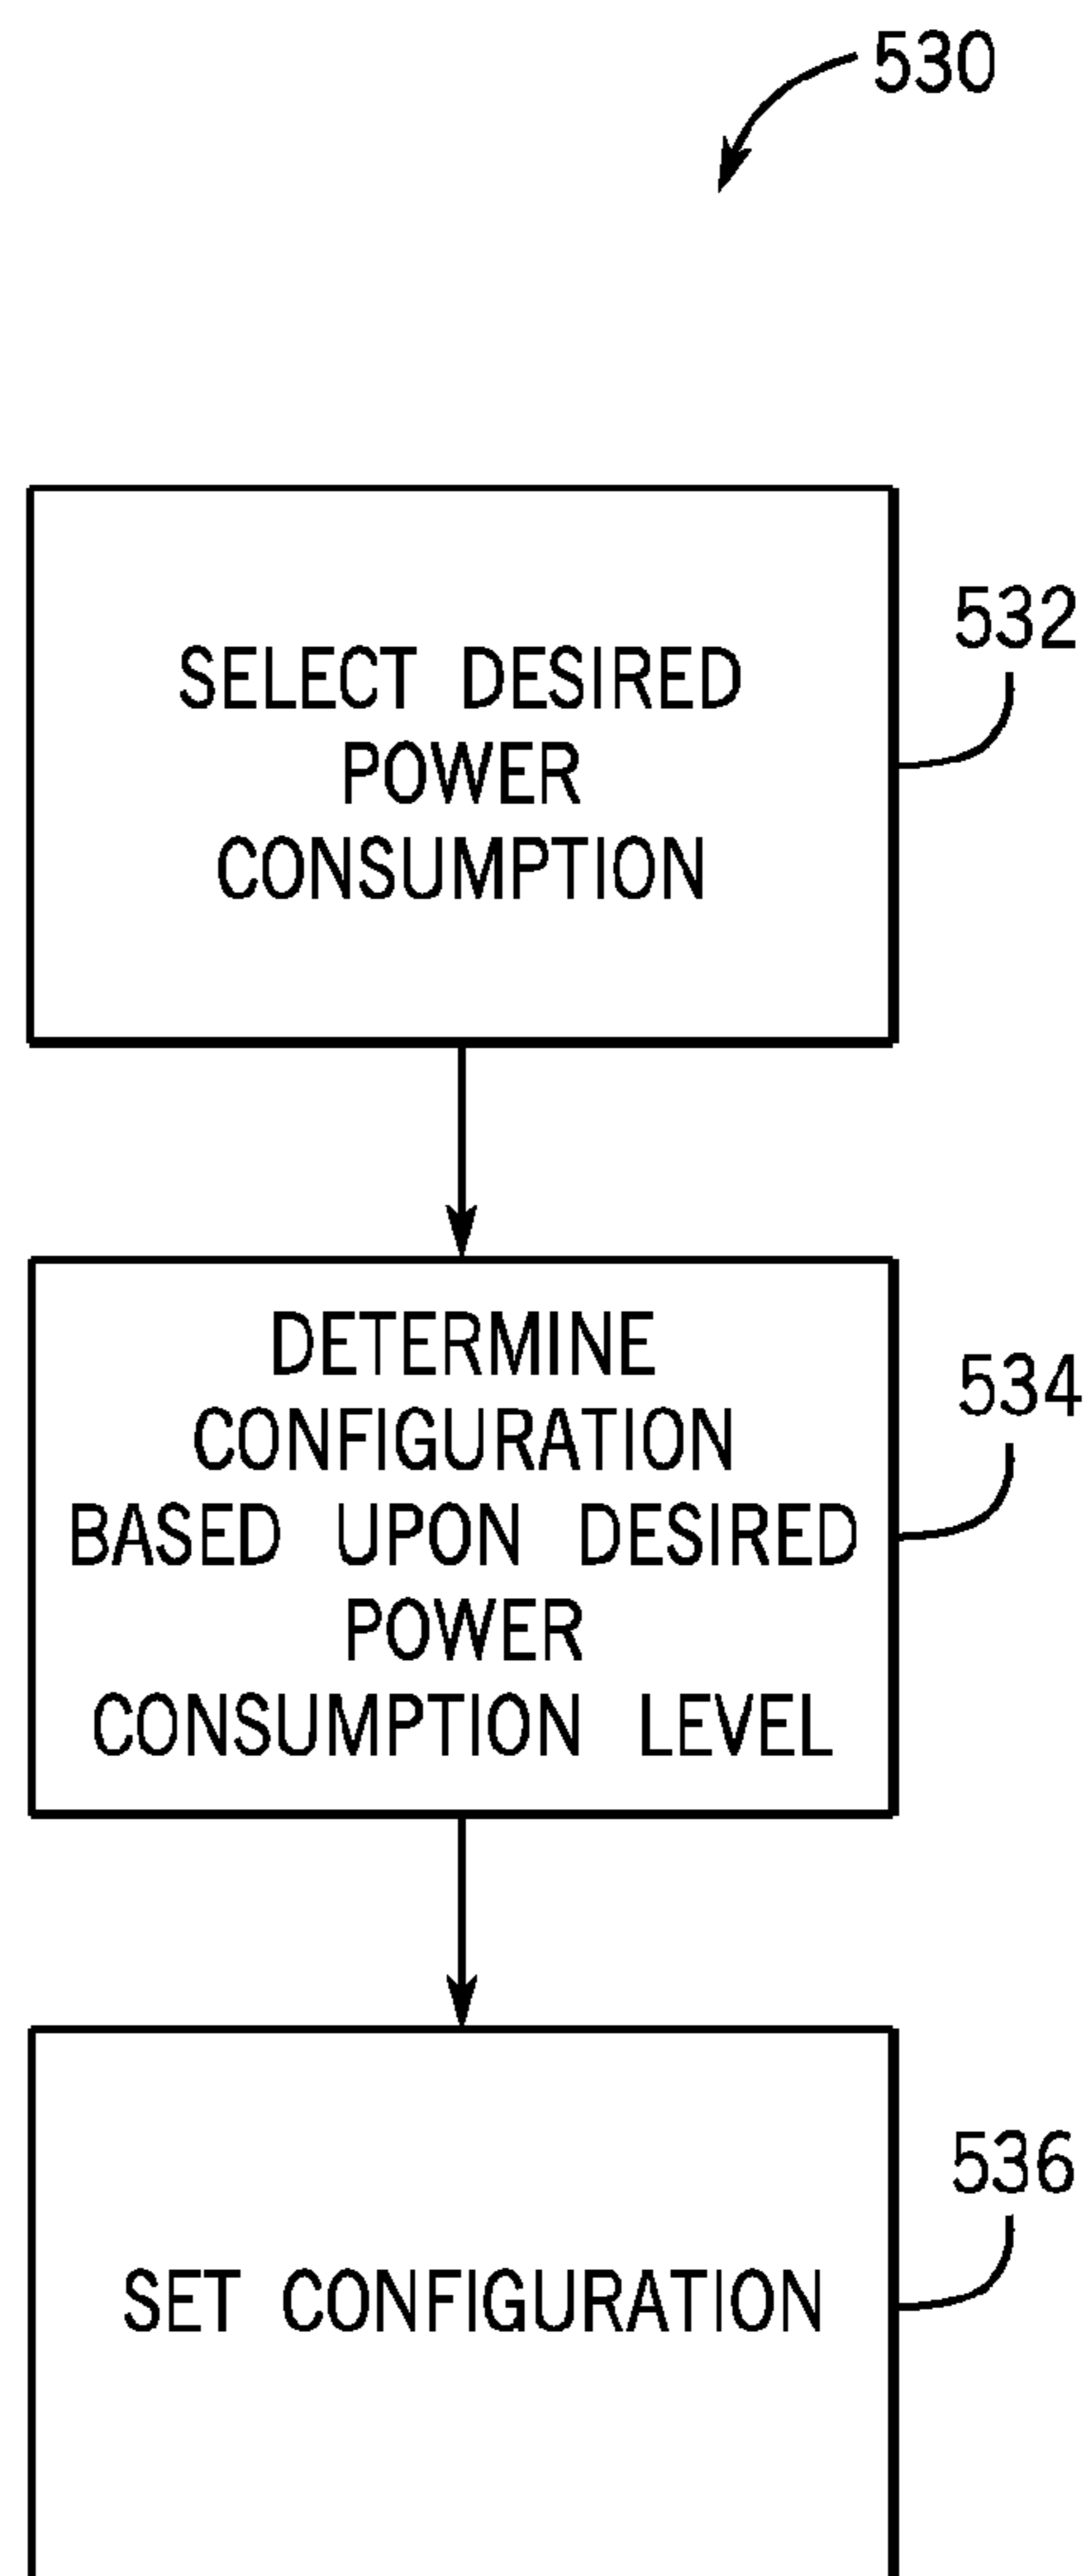 530
532
SELECT DESIRED
POWER
CONSUMPTION
534
DETERMINE
CONFIGURATION
BASED UPON DESIRED
POWER
CONSUMPTION LEVEL
536
SET CONFIGURATION